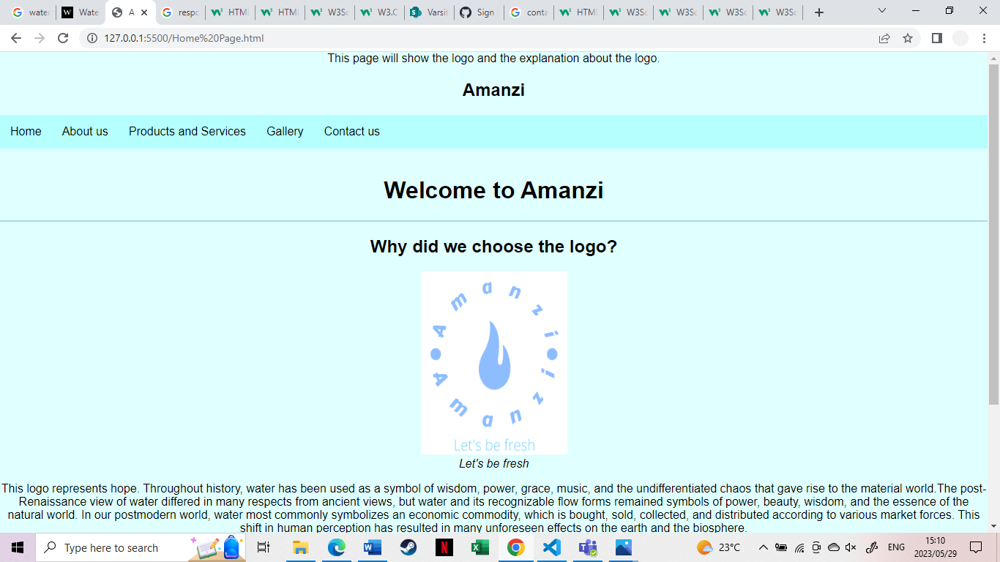 water
Wate
A
respo
HTML
HTML
W3Sc
W3.C
Varsit
Sign
conta
HTML
W3Sc
W3Sc
W3Sc
W3Sc
127.0.0.1:5500/Home%20Page.html
This page will show the logo and the explanation about the logo.
Amanzi
Home About us Products and Services Gallery Contact us
Welcome to Amanzi
Why did we choose the logo?
Amanzi
Amanzi
Let's be fresh
Let's be fresh
This logo represents hope. Throughout history, water has been used as a symbol of wisdom, power, grace, music, and the undifferentiated chaos that gave rise to the material world.The post-
Renaissance view of water differed in many respects from ancient views, but water and its recognizable flow forms remained symbols of power, beauty, wisdom, and the essence of the
natural world. In our postmodern world, water most commonly symbolizes an economic commodity, which is bought, sold, collected, and distributed according to various market forces. This
shift in human perception has resulted in many unforeseen effects on the earth and the biosphere.
Type here to search
23°C
ENG
15:10
2023/05/29